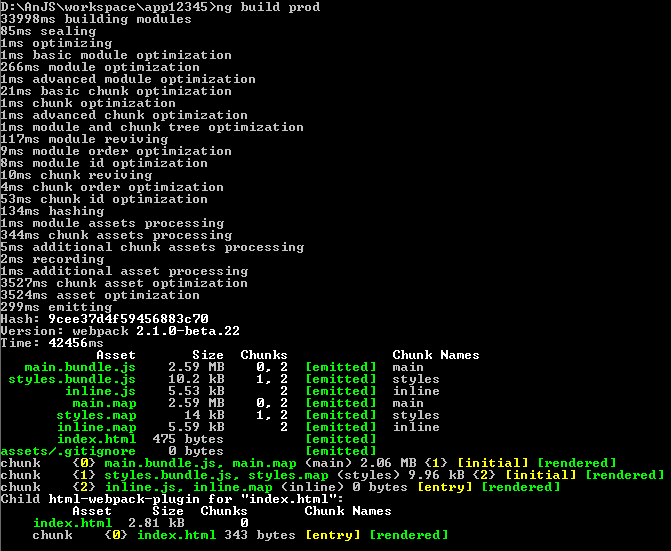 D:\AnJS\workspace\app12345>ng build prod
33998ms building modules
85ms sealing
1ms optimizing
1ms basic module optimization
266ms module optimization
1ms advanced module optimization
21ms basic chunk optimization
1ms chunk optimization
1ms advanced chunk optimization
1ms module and chunk tree optimization
117ms module reviving
9ms module order optimization
8ms module id optimization
10ms chunk reviving
4ms chunk order optimization
53ms chunk id optimization
134ms hashing
1ms module assets processing
344ms chunk assets processing
5ms additional chunk assets processing
2ms recording
1ms additional asset processing
3527ms chunk asset optimization
3524ms asset optimization
299ms emitting
Hash: 9cee37d4f59456883c70
Version: webpack 2.1.0-beta.22
Time: 42456ms
Asset Size Chunks Chunk Names
main.bundle.js 2.59 MB 0, 2 [emitted] main
styles.bundle.js 10.2 kB 1, 2 [emitted] styles
inline.js 5.53 kB 2 [emitted] inline
main.map 2.59 MB 0, 2 [emitted] main
styles.map 14 kB 1, 2 [emitted] styles
inline.map 5.59 kB 2 [emitted] inline
index.html 475 bytes [emitted]
assets/.gitignore 0 bytes [emitted]
chunk {0} main.bundle.js, main.map (main) 2.06 MB {1} [initial] [rendered]
chunk {1} styles.bundle.js, styles.map (styles) 9.96 kB {2} [initial] [rendered]
chunk {2} inline.js, inline.map (inline) 0 bytes [entry] [rendered]
Child html-webpack-plugin for "index.html":
Asset Size Chunks Chunk Names
index.html 2.81 kB 0
chunk {0} index.html 343 bytes [entry] [rendered]